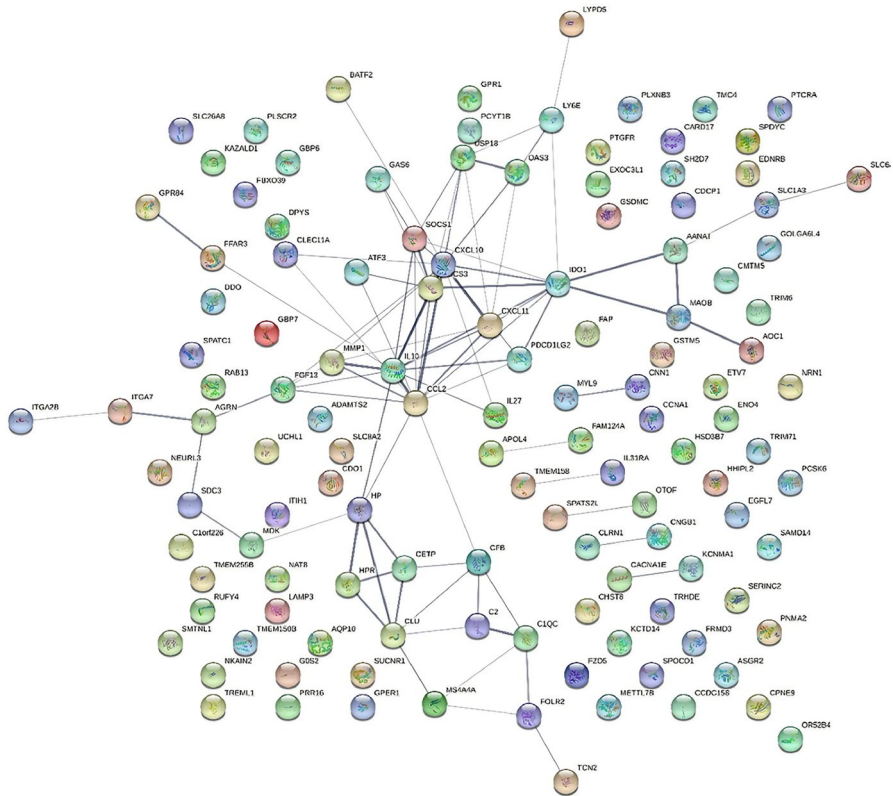 LYPD5
BATF2
GPR1
PLXNB3
TMC4
PTCRA
PCYT1B
LY6E
SLC26A8
PLSCR2
CARD17
SPDYC
USP18
PTGFR
KAZALD1
GBP6
GAS6
OAS3
SH2D7
EDNRB
EXOC3L1
SLC6A
FBXO39
CDCP1
SLC1A3
GPR84
GSDMC
DPYS
SOCS1
AANAT
GOLGA6L4
FFAR3
CLEC11A
CXCL10
ATF3
SOCS3
IDO1
CMTM5
DDO
CXCL11
MAOB
TRIM6
GBP7
FAP
SPATC1
MMP1
PDCD1LG2
GSTM5
AOC1
IL10
RAB13
FGF13
CCL2
MYL9
CNN1
ETV7
NRN1
ITGA2B
ITGA7
AGRN
ADAMTS2
IL27
CCNA1
ENO4
UCHL1
SLC8A2
APOL4
FAM124A
HSD3B7
TRIM71
NEURL3
CDO1
TMEM158
IL31RA
HHIPL2
PCSK6
SDC3
ITIH1
HP
SPATS2L
OTOF
EGFL7
C1orf226
MDK
CLRN1
CNGB1
SAMD14
TMEM255B
NAT8
HPR
CETP
CFB
CACNA1E
KCNMA1
RUFY4
LAMP3
CHST8
TRHDE
SERINC2
SMTNL1
TMEM150B
AQP10
CLU
C2
C1QC
KCTD14
FRMD3
PNMA2
NKAIN2
G0S2
SUCNR1
FZD5
SPOCD1
ASGR2
TREML1
PRR16
GPER1
MS4A4A
FOLR2
METTL7B
CCDC158
CPNE9
OR52B4
TCN2